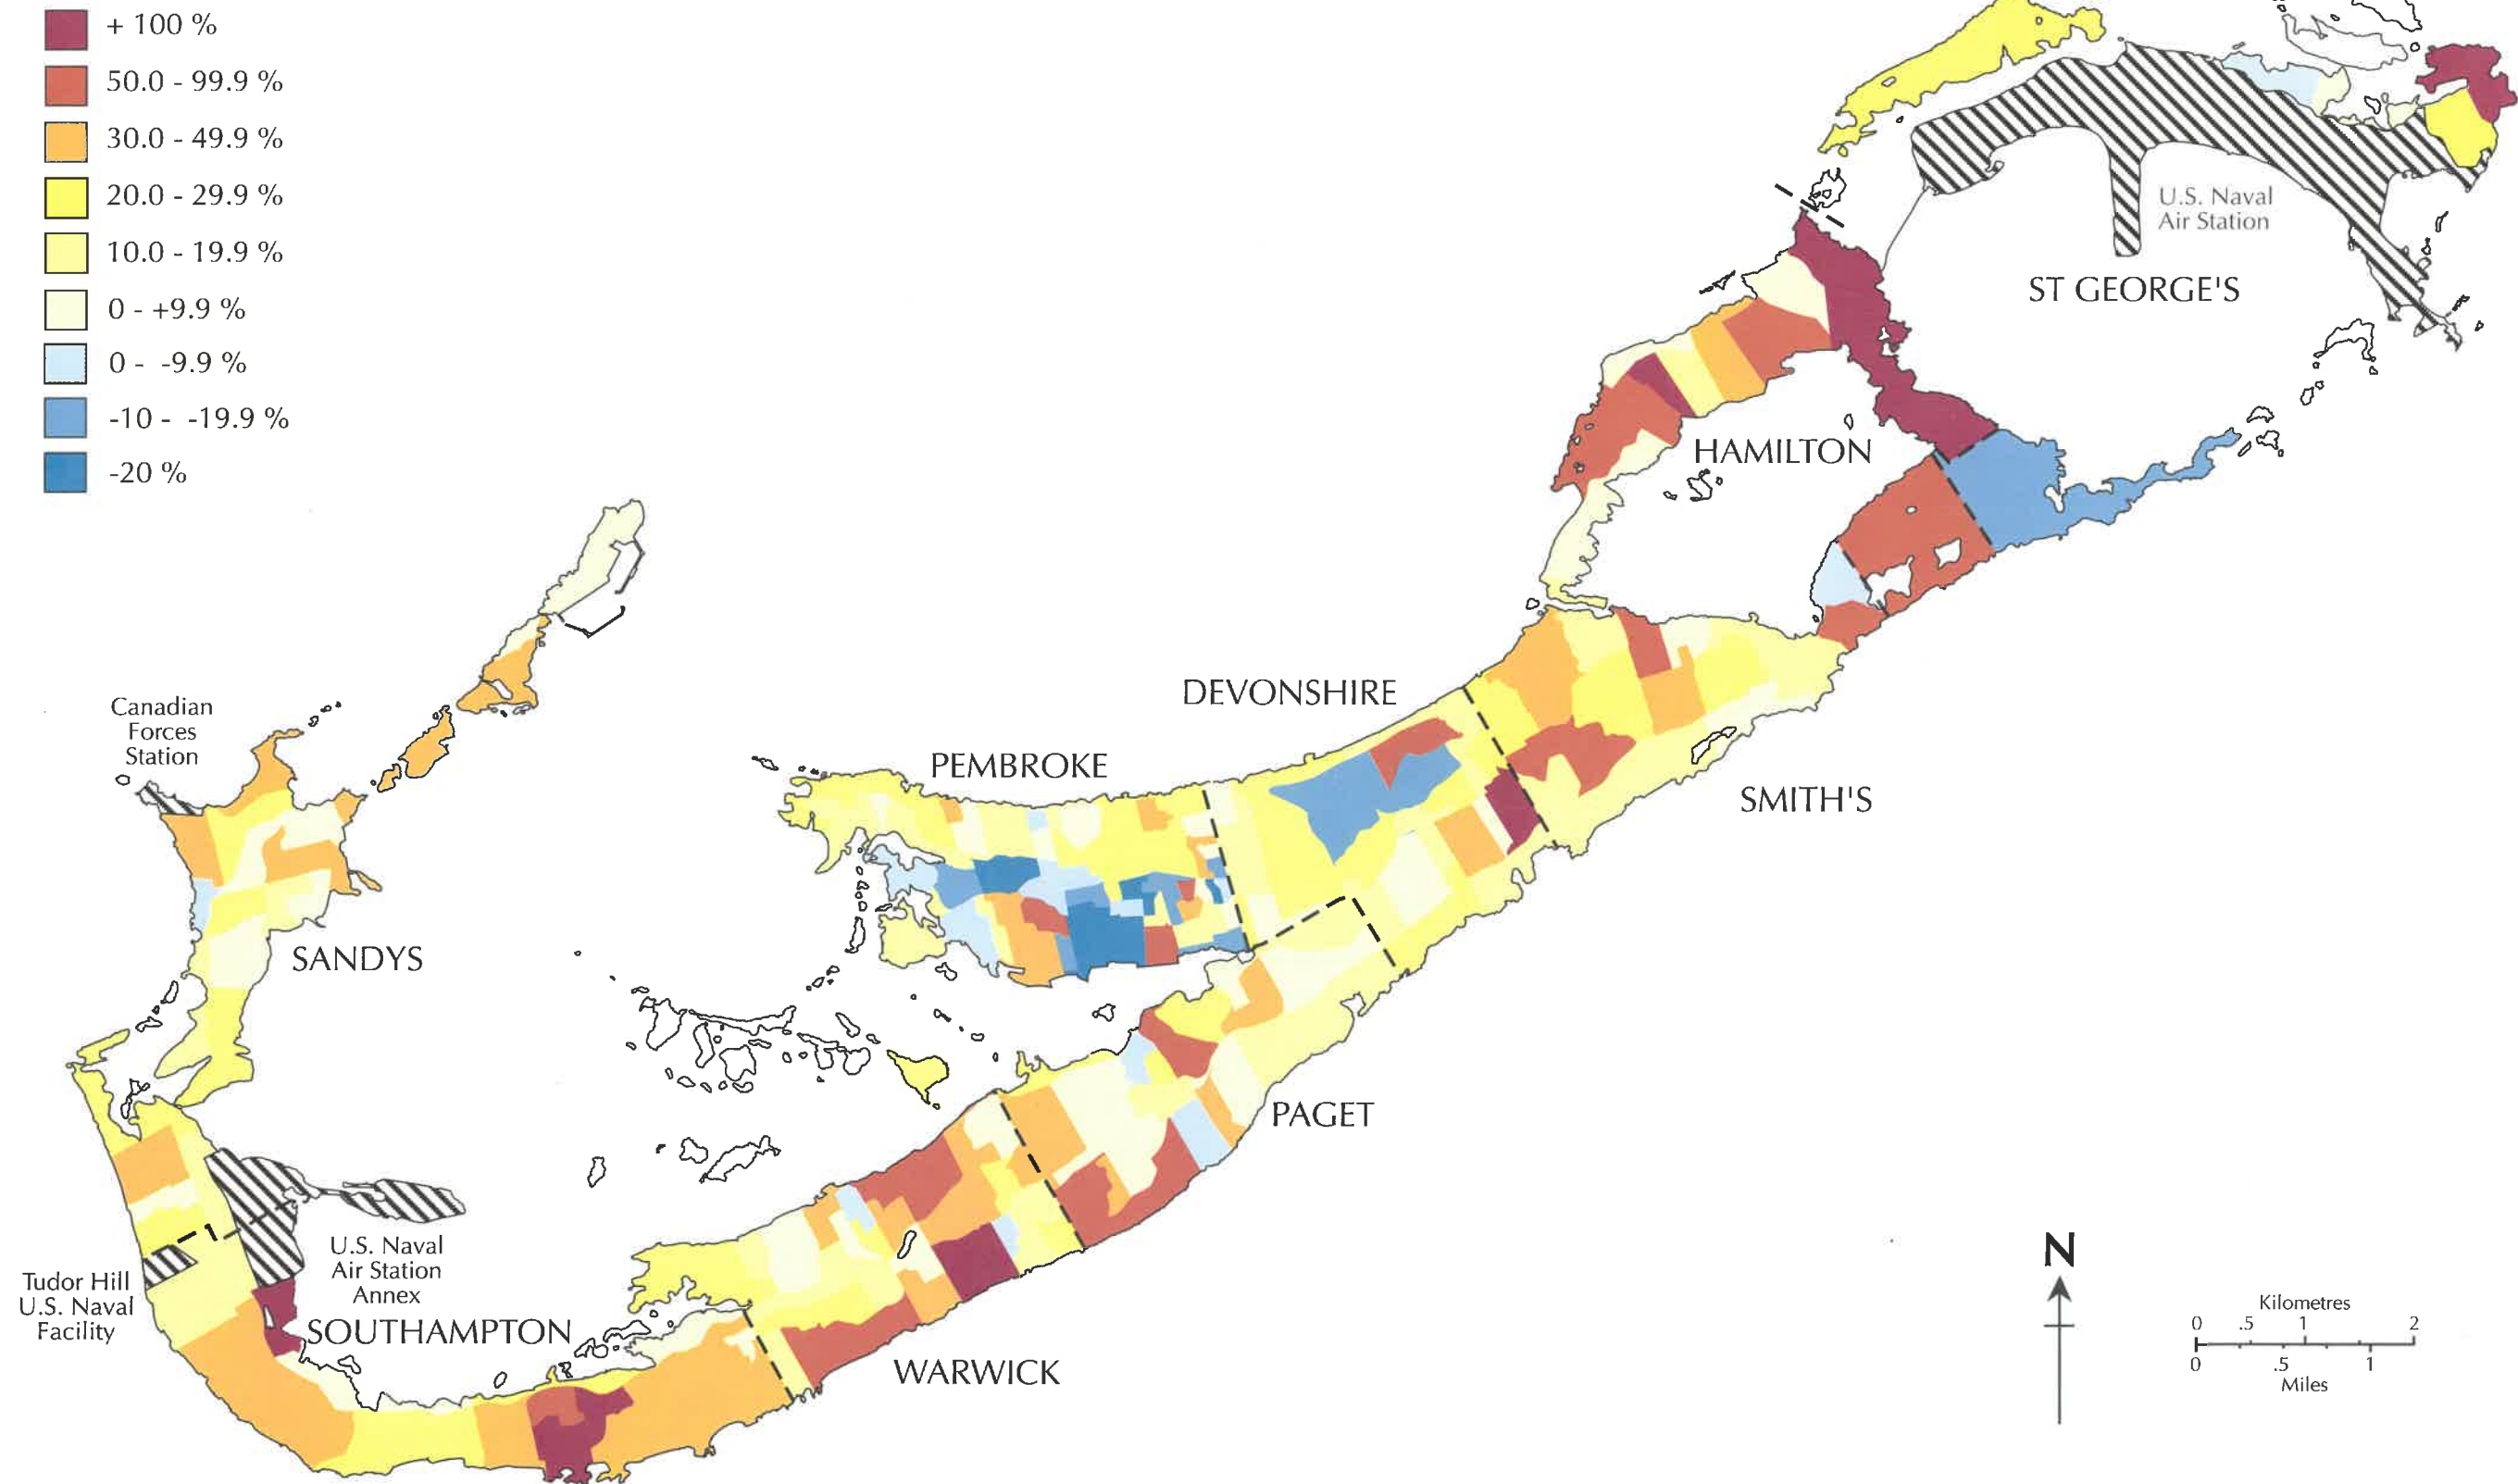 + 100 %
50.0 - 99.9 %
30.0 - 49.9 %
20.0 - 29.9 %
10.0 - 19.9 %
0 - +9.9 %
0 - -9.9 %
-10 - -19.9 %
-20 %
U.S. Naval
Air Station
ST GEORGE'S
HAMILTON
DEVONSHIRE
Canadian
Forces
Station
PEMBROKE
SMITH'S
SANDYS
PAGET
U.S. Naval
Air Station
Annex
Tudor Hill
U.S. Naval
Facility
SOUTHAMPTON
WARWICK
N
Kilometres
0 .5 1 2
0 .5 1
Miles